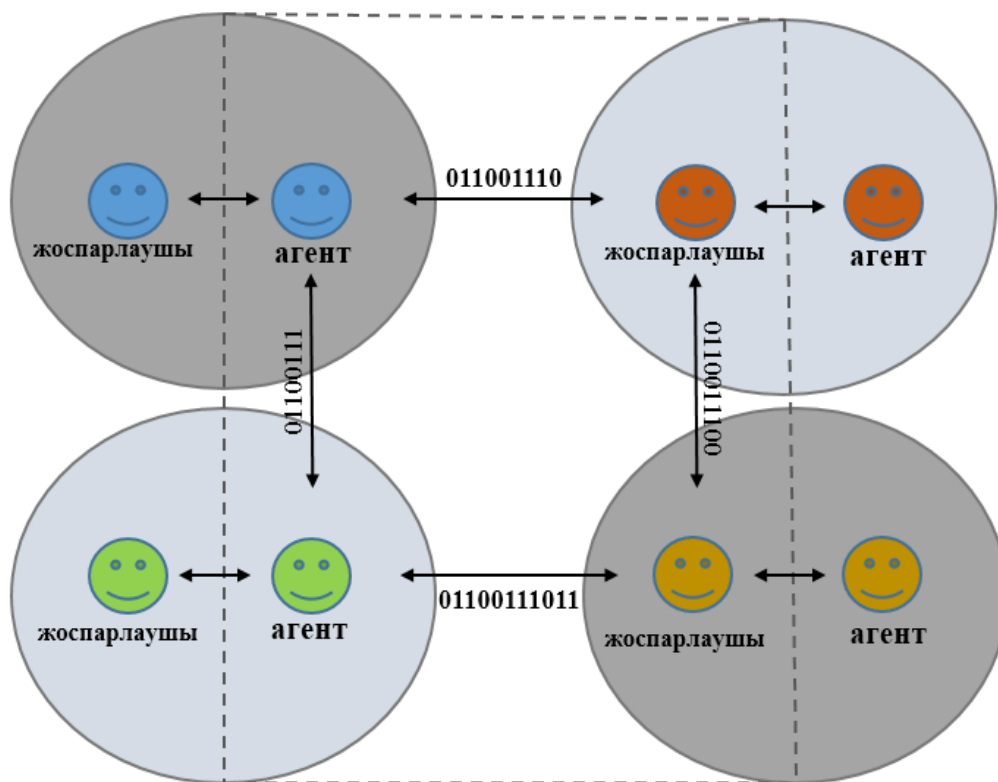 011001110
жоспарлаушы
агент
жоспарлаушы
агент
01100111
0110011100
01100111011
жоспарлаушы
агент
жоспарлаушы
агент